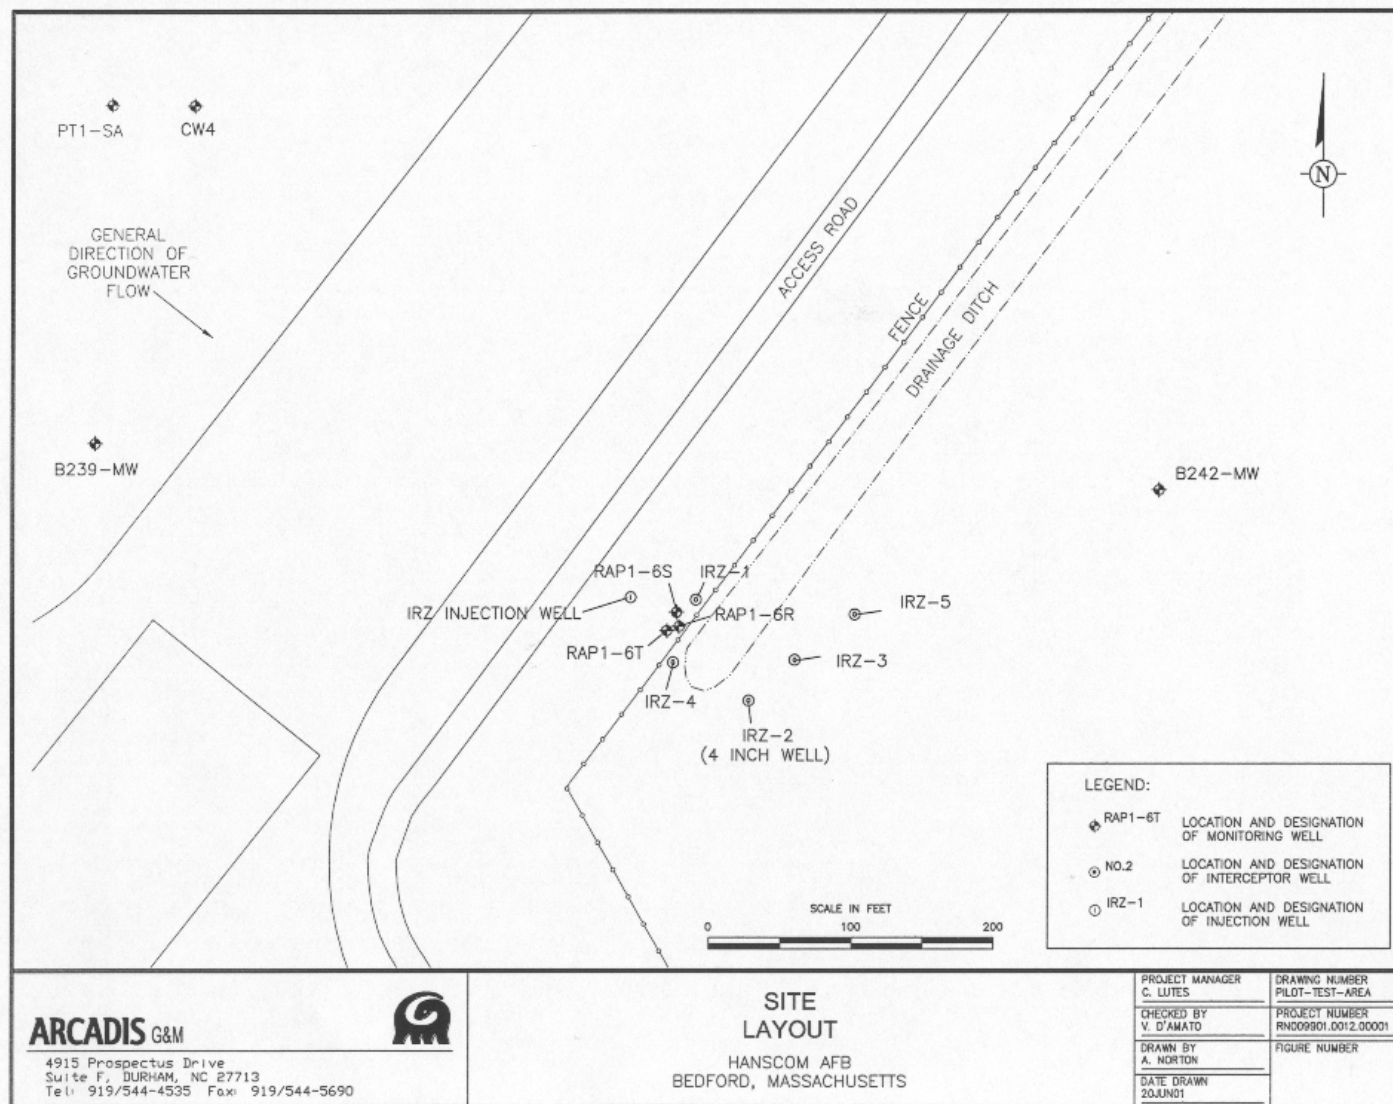 PT1-SA
CW4
GENERAL
DIRECTION OF
GROUNDWATER
FLOW
B239-MW
ACCESS ROAD
FENCE
DRAINAGE DITCH
N
B242-MW
RAP1-6S
IRZ-1
IRZ INJECTION WELL
RAP1-6R
RAP1-6T
IRZ-5
IRZ-3
IRZ-4
IRZ-2
(4 INCH WELL)
LEGEND:
RAP1-6T
LOCATION AND DESIGNATION
OF MONITORING WELL
NO.2
LOCATION AND DESIGNATION
OF INTERCEPTOR WELL
IRZ-1
LOCATION AND DESIGNATION
OF INJECTION WELL
SCALE IN FEET
0
100
200
ARCADIS G&M
4915 Prospectus Drive
Suite F, DURHAM, NC 27713
Tel: 919/544-4535 Fax: 919/544-5690
SITE
LAYOUT
HANSCOM AFB
BEDFORD, MASSACHUSETTS
PROJECT MANAGER
C. LUTES
DRAWING NUMBER
PILOT-TEST-AREA
CHECKED BY
V. D'AMATO
PROJECT NUMBER
RN009901.0012.00001
DRAWN BY
A. NORTON
FIGURE NUMBER
DATE DRAWN
20JUN01